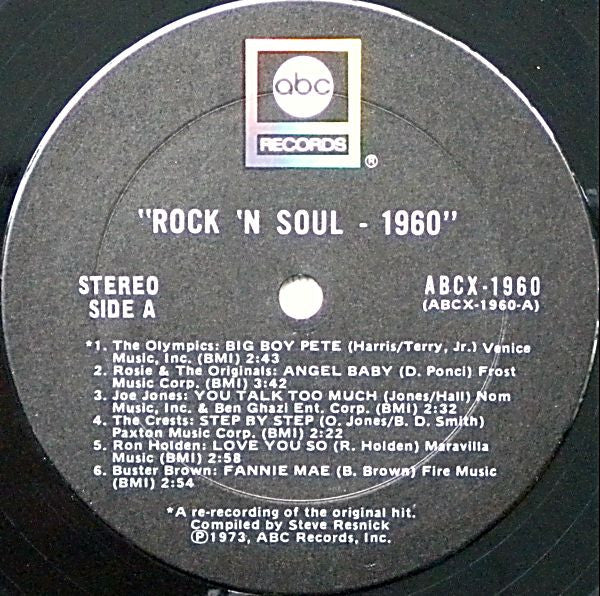 abc
RECORDS
®
"ROCK 'N SOUL - 1960"
STEREO
SIDE A
ABCX-1960
(ABCX-1960-A)
*1. The Olympics: BIG BOY PETE (Harris/Terry, Jr.) Venice
Music, Inc. (BMI) 2:43
2. Rosie & The Originals: ANGEL BABY (D. Ponci) Frost
Music Corp. (BMI) 3:42
3. Joe Jones: YOU TALK TOO MUCH (Jones/Hall) Nom
Music, Inc. & Ben Ghazi Ent. Corp. (BMI) 2:32
4. The Crests: STEP BY STEP (O. Jones/B. D. Smith)
Paxton Music Corp. (BMI) 2:22
5. Ron Holden: LOVE YOU SO (R. Holden) Maravilla
Music (BMI) 2:58
6. Buster Brown: FANNIE MAE (B. Brown) Fire Music
(BMI) 2:54
*A re-recording of the original hit.
Compiled by Steve Resnick
Ⓟ1973, ABC Records, Inc.